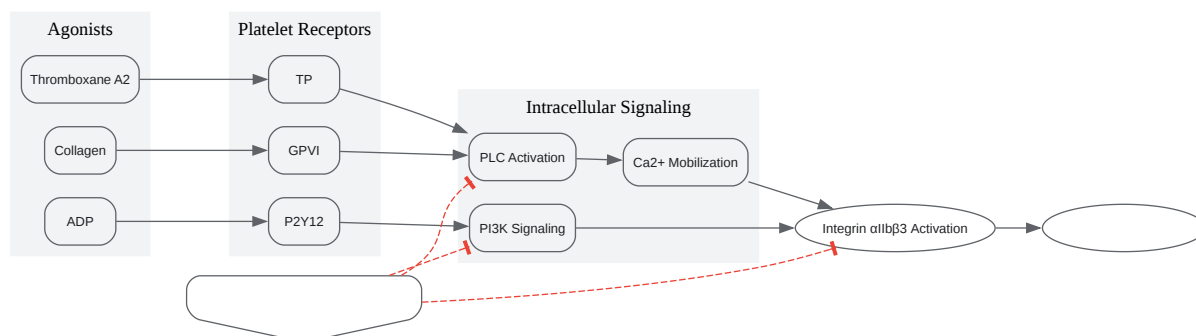 Agonists
Platelet Receptors
Thromboxane A2
TP
Intracellular Signaling
Collagen
GPVI
PLC Activation
Ca2+ Mobilization
ADP
P2Y12
PI3K Signaling
Integrin αIIbβ3 Activation